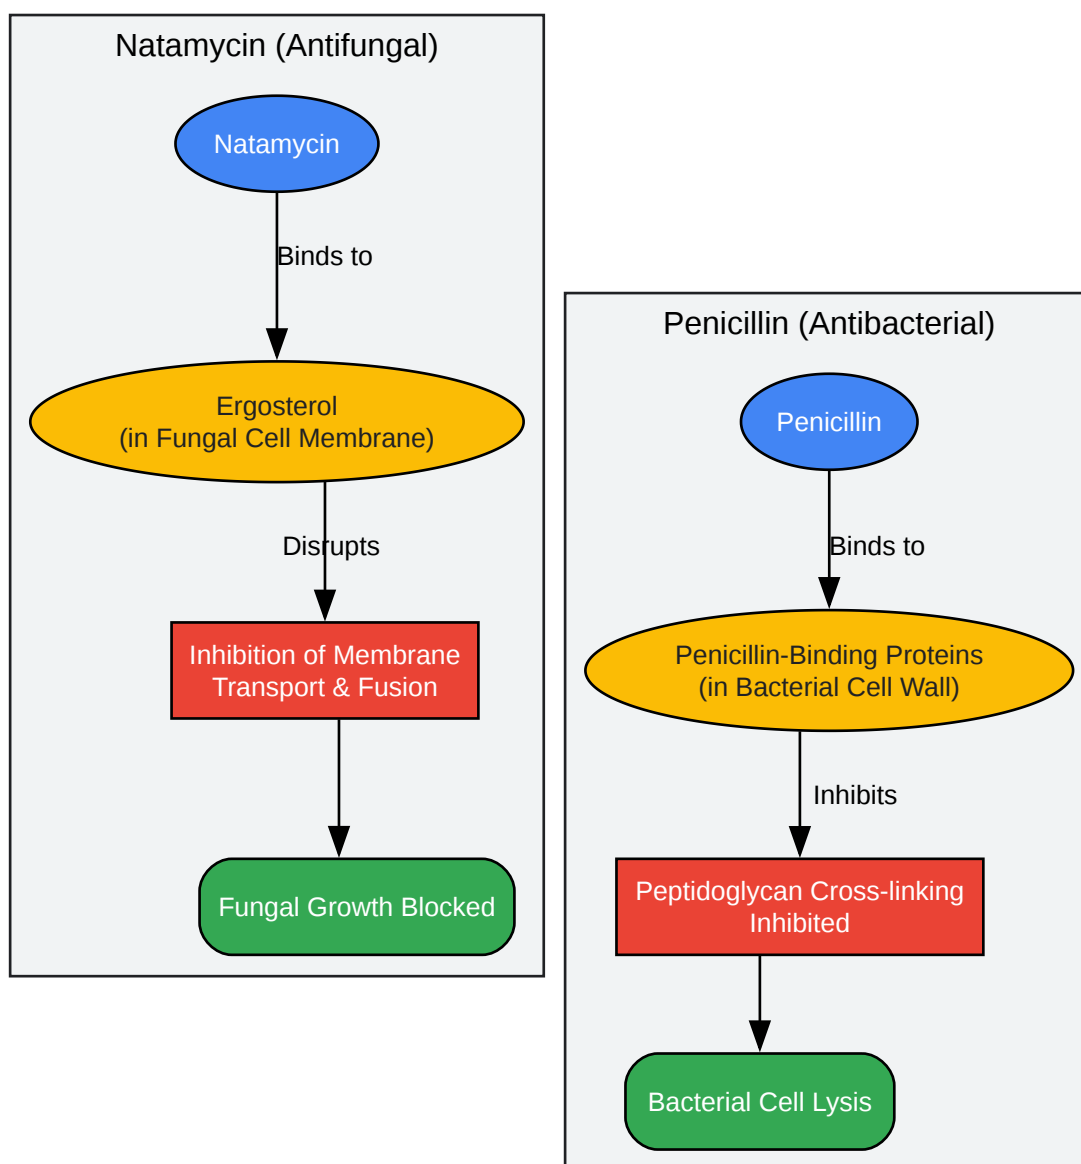 Natamycin (Antifungal)
Natamycin
Binds to
Ergosterol
(in Fungal Cell Membrane)
Disrupts
Inhibition of Membrane
Transport & Fusion
Fungal Growth Blocked
Penicillin (Antibacterial)
Penicillin
Binds to
Penicillin-Binding Proteins
(in Bacterial Cell Wall)
Inhibits
Peptidoglycan Cross-linking
Inhibited
Bacterial Cell Lysis